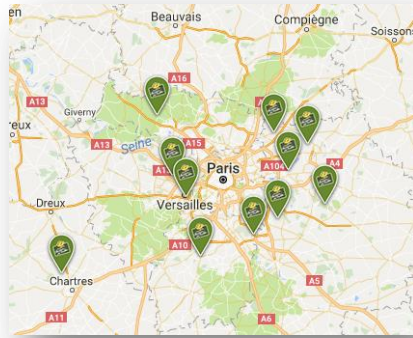 en
Beauvais
Compiègne
Soissons
A16
A13
Giverny
reux
A13
Seine
A15
Paris
A104
A4
Dreux
Versailles
A10
Chartres
A5
A11
A6